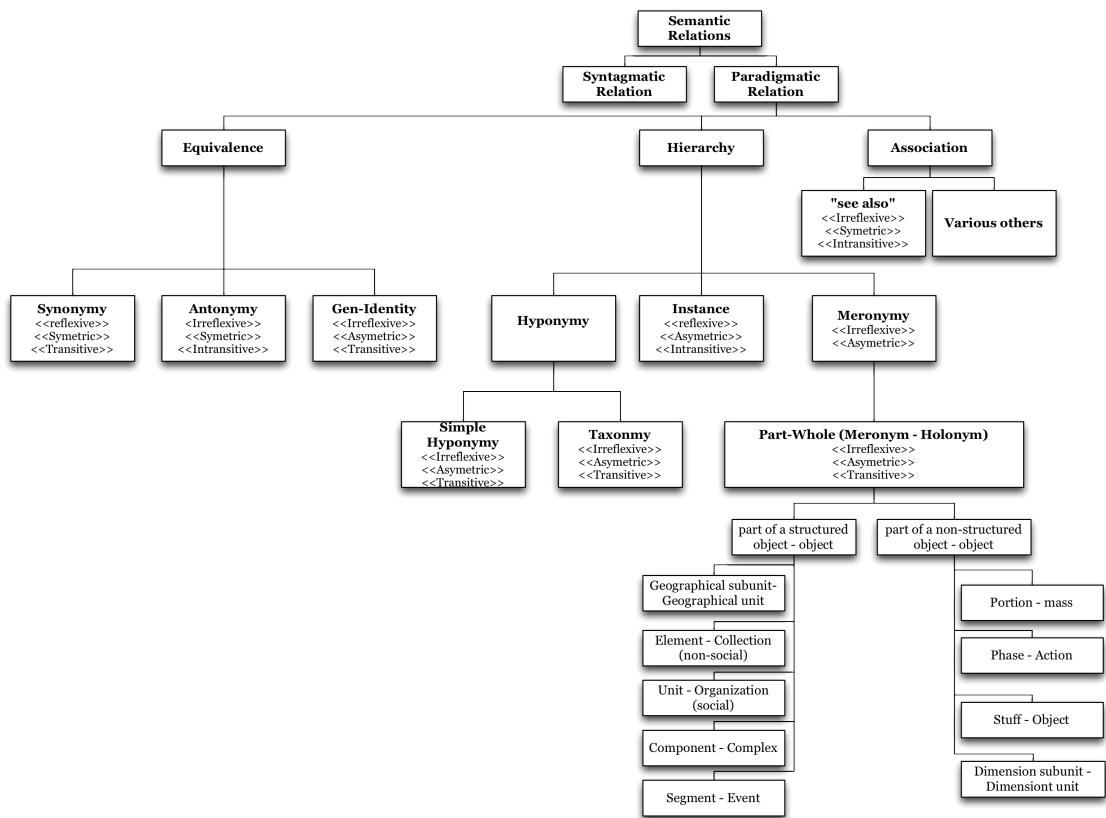 Semantic
Relations
Syntagmatic
Relation
Paradigmatic
Relation
Equivalence
Hierarchy
Association
"see also"
<<Irreflexive>>
<<Symetric>>
<<Intransitive>>
Various others
Synonymy
<<reflexive>>
<<Symetric>>
<<Transitive>>
Antonymy
<Irreflexive>>
<<Symetric>>
<<Intransitive>>
Gen-Identity
<<Irreflexive>>
<<Asymetric>>
<<Transitive>>
Hyponymy
Instance
<<reflexive>>
<<Asymetric>>
<<Intransitive>>
Meronymy
<<Irreflexive>>
<<Asymetric>>
Simple
Hyponymy
<<Irreflexive>>
<<Asymetric>>
<<Transitive>>
Taxonmy
<<Irreflexive>>
<<Asymetric>>
<<Transitive>>
Part-Whole (Meronym - Holonym)
<<Irreflexive>>
<<Asymetric>>
<<Transitive>>
part of a structured
object - object
part of a non-structured
object - object
Geographical subunit-
Geographical unit
Element - Collection
(non-social)
Unit - Organization
(social)
Component - Complex
Segment - Event
Portion - mass
Phase - Action
Stuff - Object
Dimension subunit -
Dimensiont unit